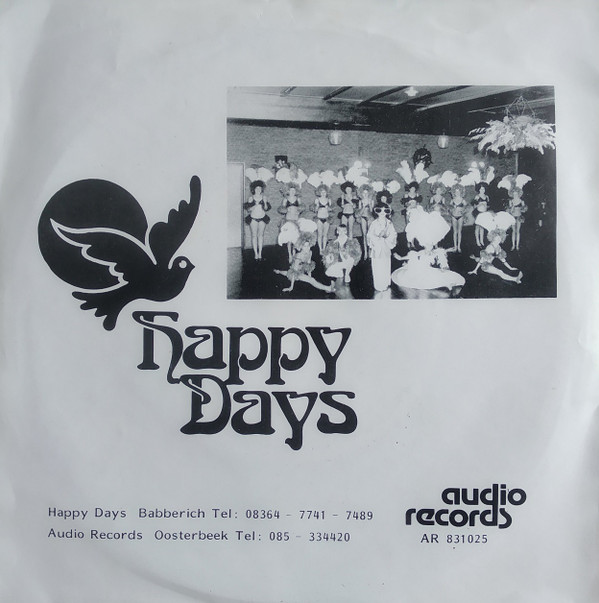 happy
Days
audio
records
Happy Days Babberich Tel: 08364 - 7741 - 7489
Audio Records Oosterbeek Tel: 085 - 334420
AR 831025